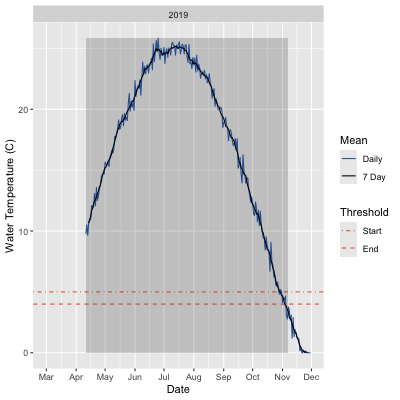 2019
Water Temperature (C)
20
10
0
Mar Apr May Jun Jul Aug Sep Oct Nov Dec
Date
Mean
Daily
7 Day
Threshold
Start
End